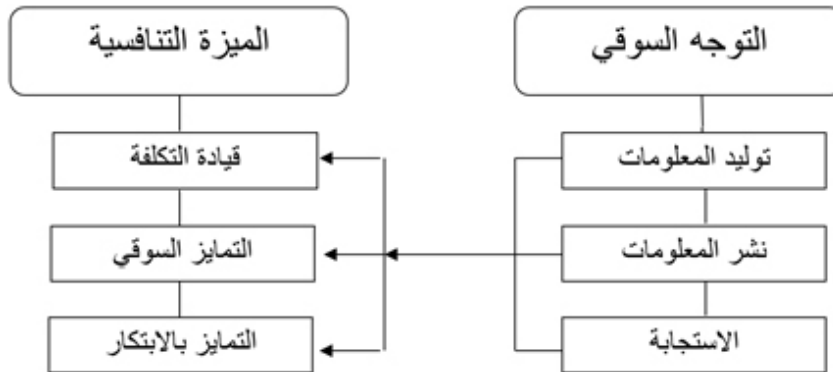 التوجه السوقي
توليد المعلومات
نشر المعلومات
الاستجابة
الميزة التنافسية
قيادة التكلفة
التمايز السوقي
التمايز بالابتكار